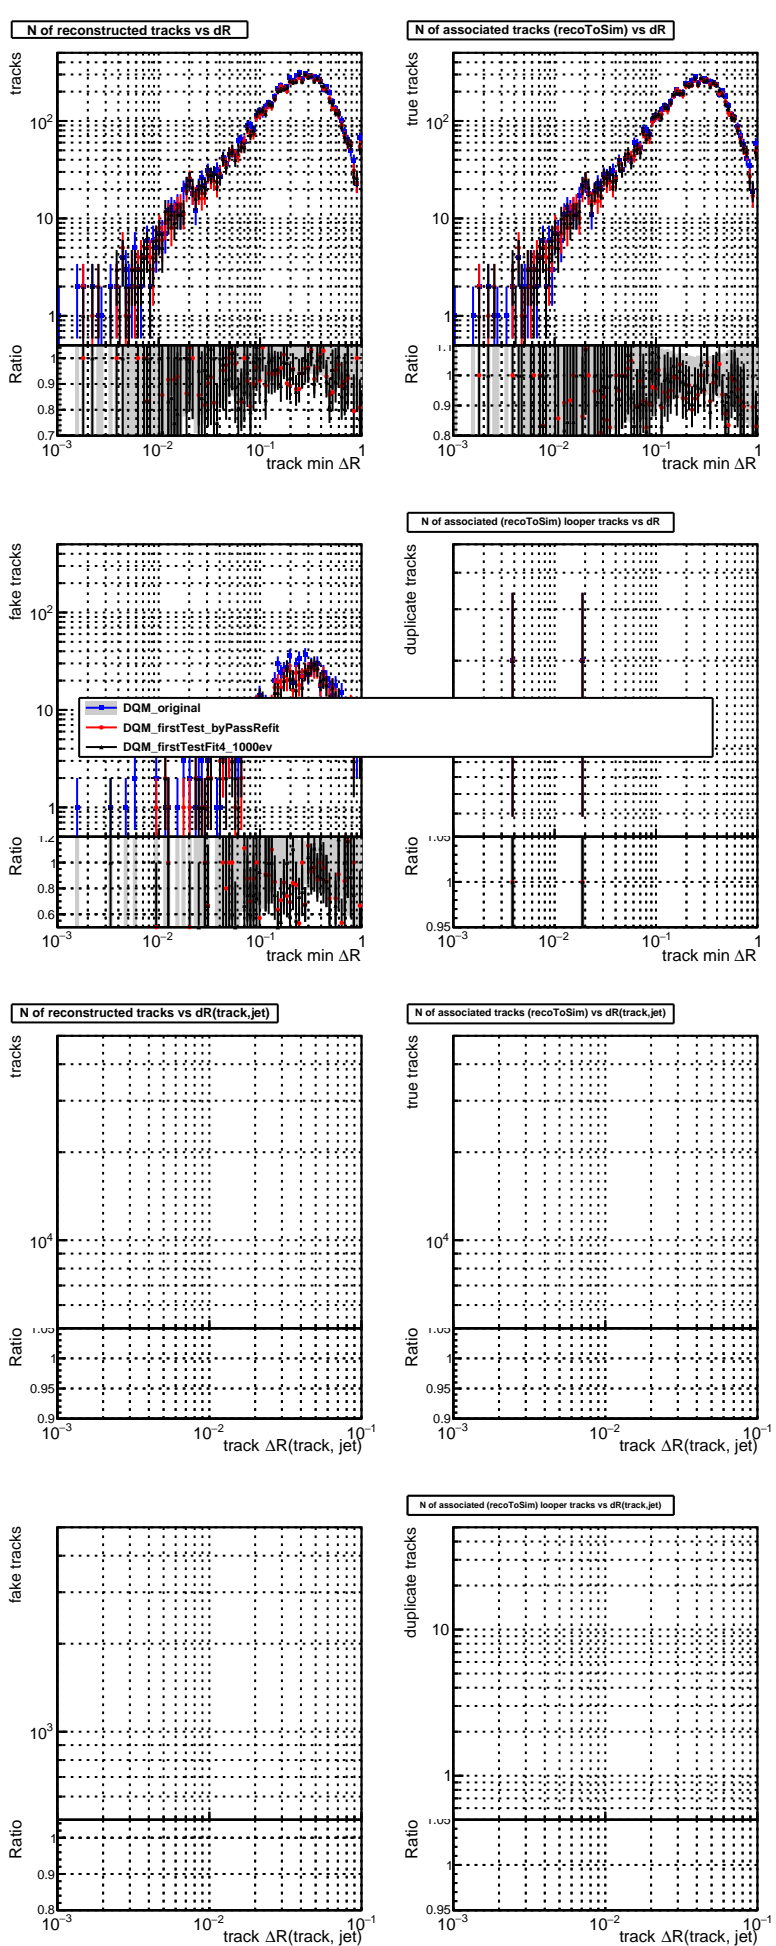 N of reconstructed tracks vs dR
N of associated tracks (recoToSim) vs dR
tracks
10²
10
1
Ratio
1
0.9
0.8
0.7
10⁻³ 10⁻² 10⁻¹ 1
track min ΔR
true tracks
10²
10
1
Ratio
1.1
1
0.9
0.8
10⁻³ 10⁻² 10⁻¹ 1
track min ΔR
N of associated (recoToSim) looper tracks vs dR
fake tracks
10²
10
1
Ratio
1.2
1
0.8
0.6
10⁻³ 10⁻² 10⁻¹ 1
track min ΔR
duplicate tracks
Ratio
1.05
1
0.95
10⁻³ 10⁻² 10⁻¹ 1
track min ΔR
DQM_original
DQM_firstTest_byPassRefit
DQM_firstTestFit4_1000ev
N of reconstructed tracks vs dR(track,jet)
N of associated tracks (recoToSim) vs dR(track,jet)
tracks
10⁴
Ratio
1.05
1
0.95
0.9
10⁻³ 10⁻² 10⁻¹
track ΔR(track, jet)
true tracks
10⁴
Ratio
1.05
1
0.95
0.9
10⁻³ 10⁻² 10⁻¹
track ΔR(track, jet)
N of associated (recoToSim) looper tracks vs dR(track,jet)
fake tracks
10³
Ratio
1
0.9
0.8
10⁻³ 10⁻² 10⁻¹
track ΔR(track, jet)
duplicate tracks
10
1
Ratio
1.05
1
0.95
10⁻³ 10⁻² 10⁻¹
track ΔR(track, jet)